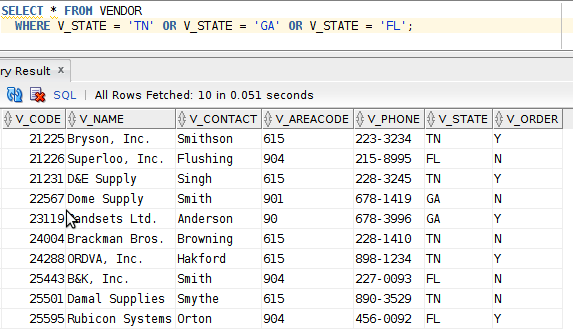 SELECT * FROM VENDOR
WHERE V_STATE = 'TN' OR V_STATE = 'GA' OR V_STATE = 'FL';
ry Result x
SQL | All Rows Fetched: 10 in 0.051 seconds
V_CODE V_NAME V_CONTACT V_AREACODE V_PHONE V_STATE V_ORDER
21225 Bryson, Inc. Smithson 615 223-3234 TN Y
21226 Superloo, Inc. Flushing 904 215-8995 FL N
21231 D&E Supply Singh 615 228-3245 TN Y
22567 Dome Supply Smith 901 678-1419 GA N
23119 andsets Ltd. Anderson 90 678-3996 GA Y
24004 Brackman Bros. Browning 615 228-1410 TN N
24288 ORDVA, Inc. Hakford 615 898-1234 TN Y
25443 B&K, Inc. Smith 904 227-0093 FL N
25501 Damal Supplies Smythe 615 890-3529 TN N
25595 Rubicon Systems Orton 904 456-0092 FL Y